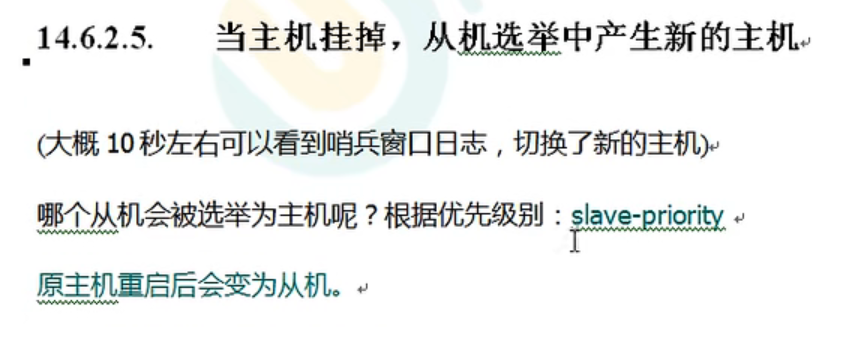 14.6.2.5. 当主机挂掉，从机选举中产生新的主机
(大概 10 秒左右可以看到哨兵窗口日志，切换了新的主机)
哪个从机会被选举为主机呢？根据优先级别：slave-priority
原主机重启后会变为从机。